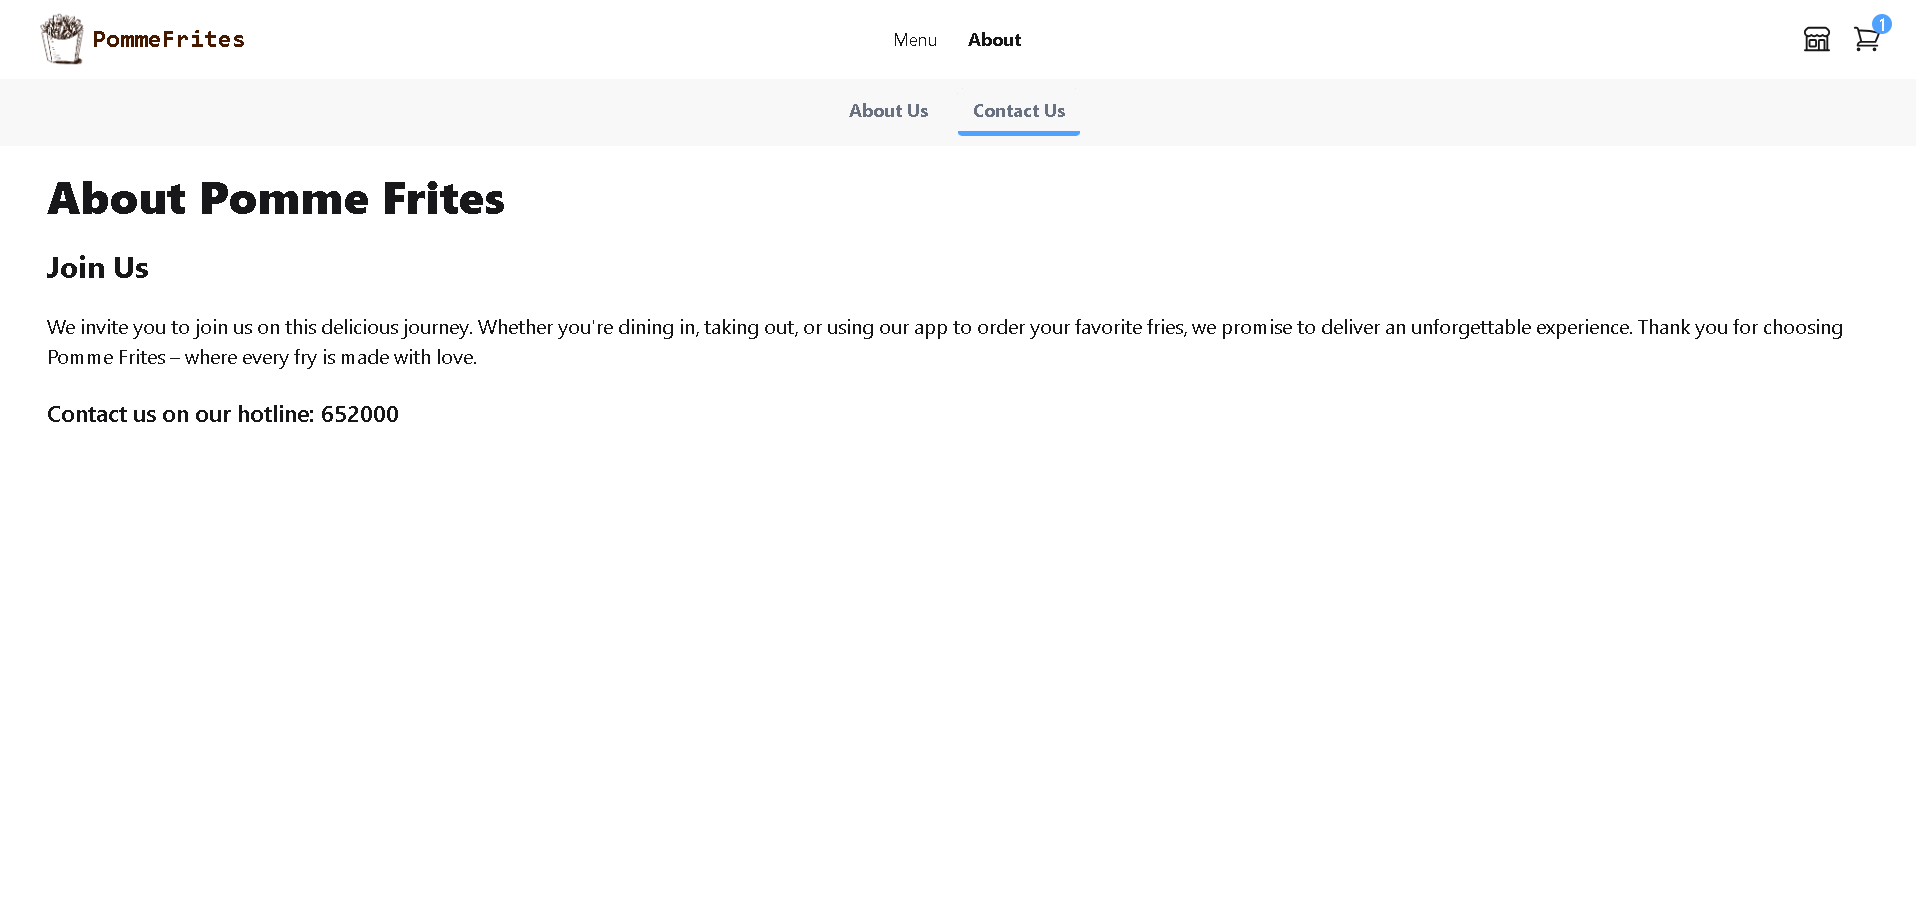 PommeFrites
Menu
About
1
About Us
Contact Us
About Pomme Frites
Join Us
We invite you to join us on this delicious journey. Whether you're dining in, taking out, or using our app to order your favorite fries, we promise to deliver an unforgettable experience. Thank you for choosing
Pomme Frites – where every fry is made with love.
Contact us on our hotline: 652000